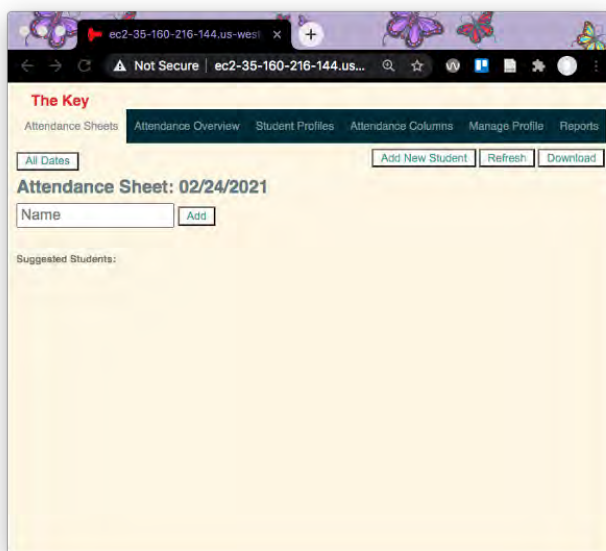 ec2-35-160-216-144.us-west
Not Secure | ec2-35-160-216-144.us...
The Key
Attendance Sheets Attendance Overview Student Profiles Attendance Columns Manage Profile Reports
All Dates Add New Student Refresh Download
Attendance Sheet: 02/24/2021
Name Add
Suggested Students: